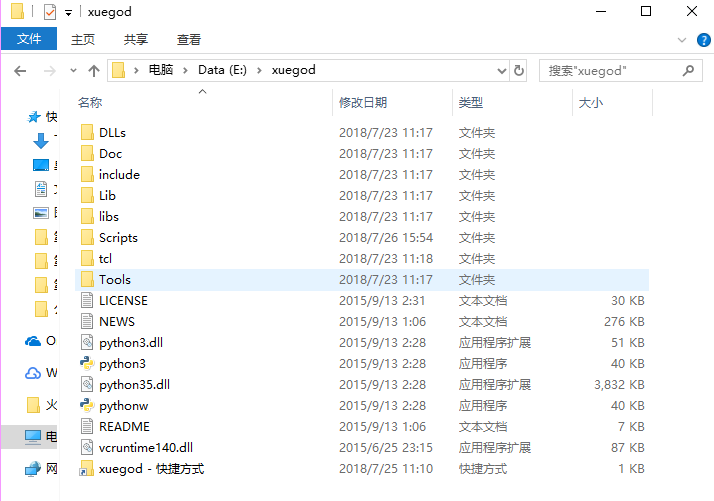 xuegod
文件 主页 共享 查看
电脑 Data (E:) xuegod 搜索"xuegod"
名称 修改日期 类型 大小
快
DLLs 2018/7/23 11:17 文件夹
Doc 2018/7/23 11:17 文件夹
include 2018/7/23 11:17 文件夹
Lib 2018/7/23 11:17 文件夹
libs 2018/7/23 11:17 文件夹
Scripts 2018/7/26 15:54 文件夹
tcl 2018/7/23 11:18 文件夹
Tools 2018/7/23 11:17 文件夹
LICENSE 2015/9/13 2:31 文本文档 30 KB
NEWS 2015/9/13 1:06 文本文档 276 KB
python3.dll 2015/9/13 2:28 应用程序扩展 51 KB
python3 2015/9/13 2:28 应用程序 40 KB
python35.dll 2015/9/13 2:28 应用程序扩展 3,832 KB
火 pythonw 2015/9/13 2:28 应用程序 40 KB
README 2015/9/13 1:06 文本文档 7 KB
电 vcruntime140.dll 2015/6/25 23:15 应用程序扩展 87 KB
网 xuegod - 快捷方式 2018/7/25 11:10 快捷方式 1 KB